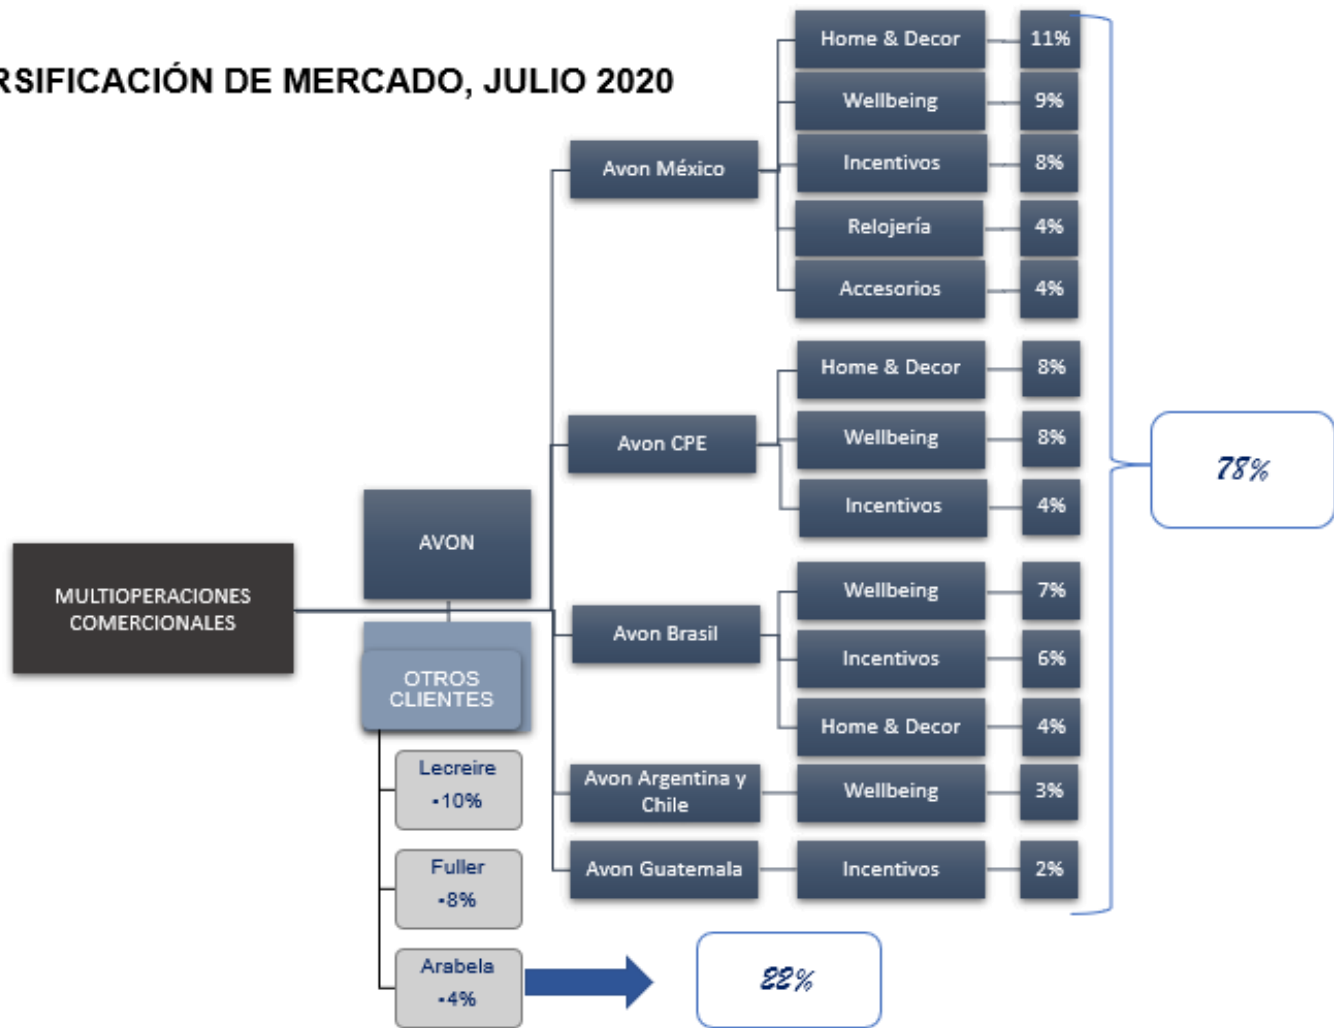 RSIFICACIÓN DE MERCADO, JULIO 2020
MULTIOPERACIONES
COMERCIONALES
AVON
OTROS
CLIENTES
Lecreire
•10%
Fuller
•8%
Arabela
•4%
22%
Avon México
Home & Decor 11%
Wellbeing 9%
Incentivos 8%
Relojería 4%
Accesorios 4%
Avon CPE
Home & Decor 8%
Wellbeing 8%
Incentivos 4%
Avon Brasil
Wellbeing 7%
Incentivos 6%
Home & Decor 4%
Avon Argentina y
Chile
Wellbeing 3%
Avon Guatemala
Incentivos 2%
78%